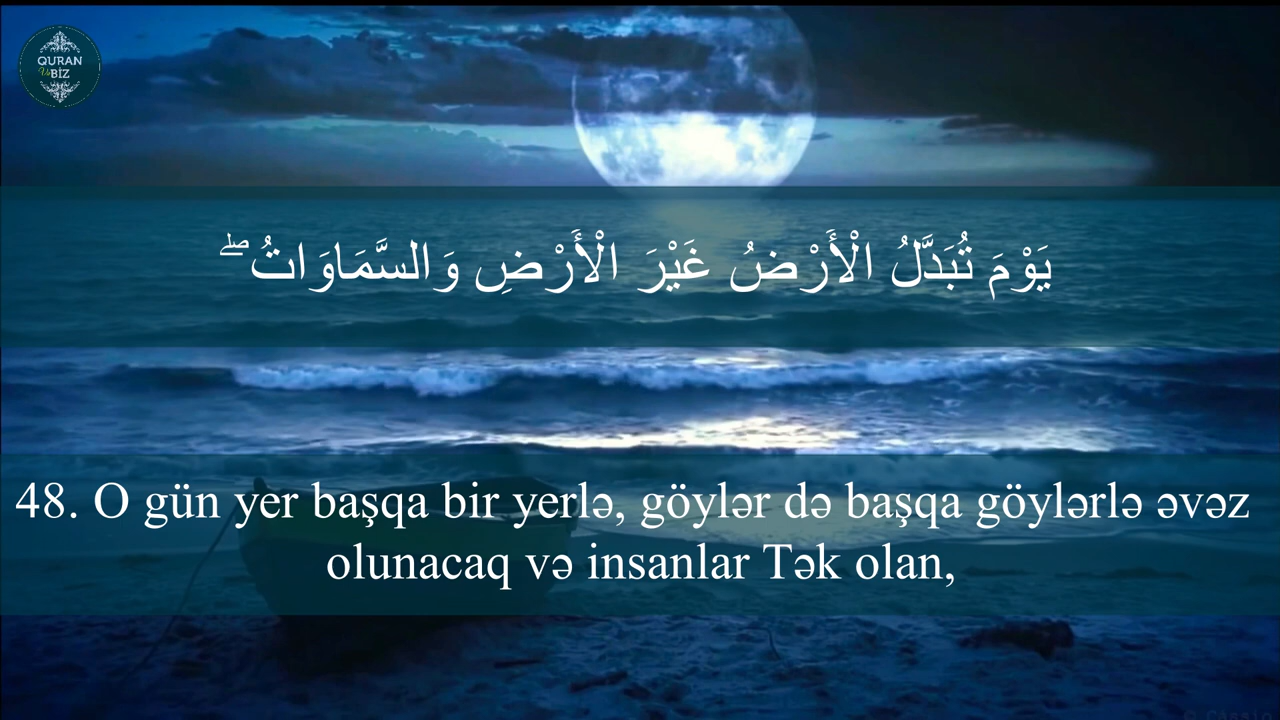 QURAN
Və BİZ
يَوْمَ تُبَدَّلُ الْأَرْضُ غَيْرَ الْأَرْضِ وَالسَّمَاوَاتُ ۖ
48. O gün yer başqa bir yerlə, göylər də başqa göylərlə əvəz
olunacaq və insanlar Tək olan,